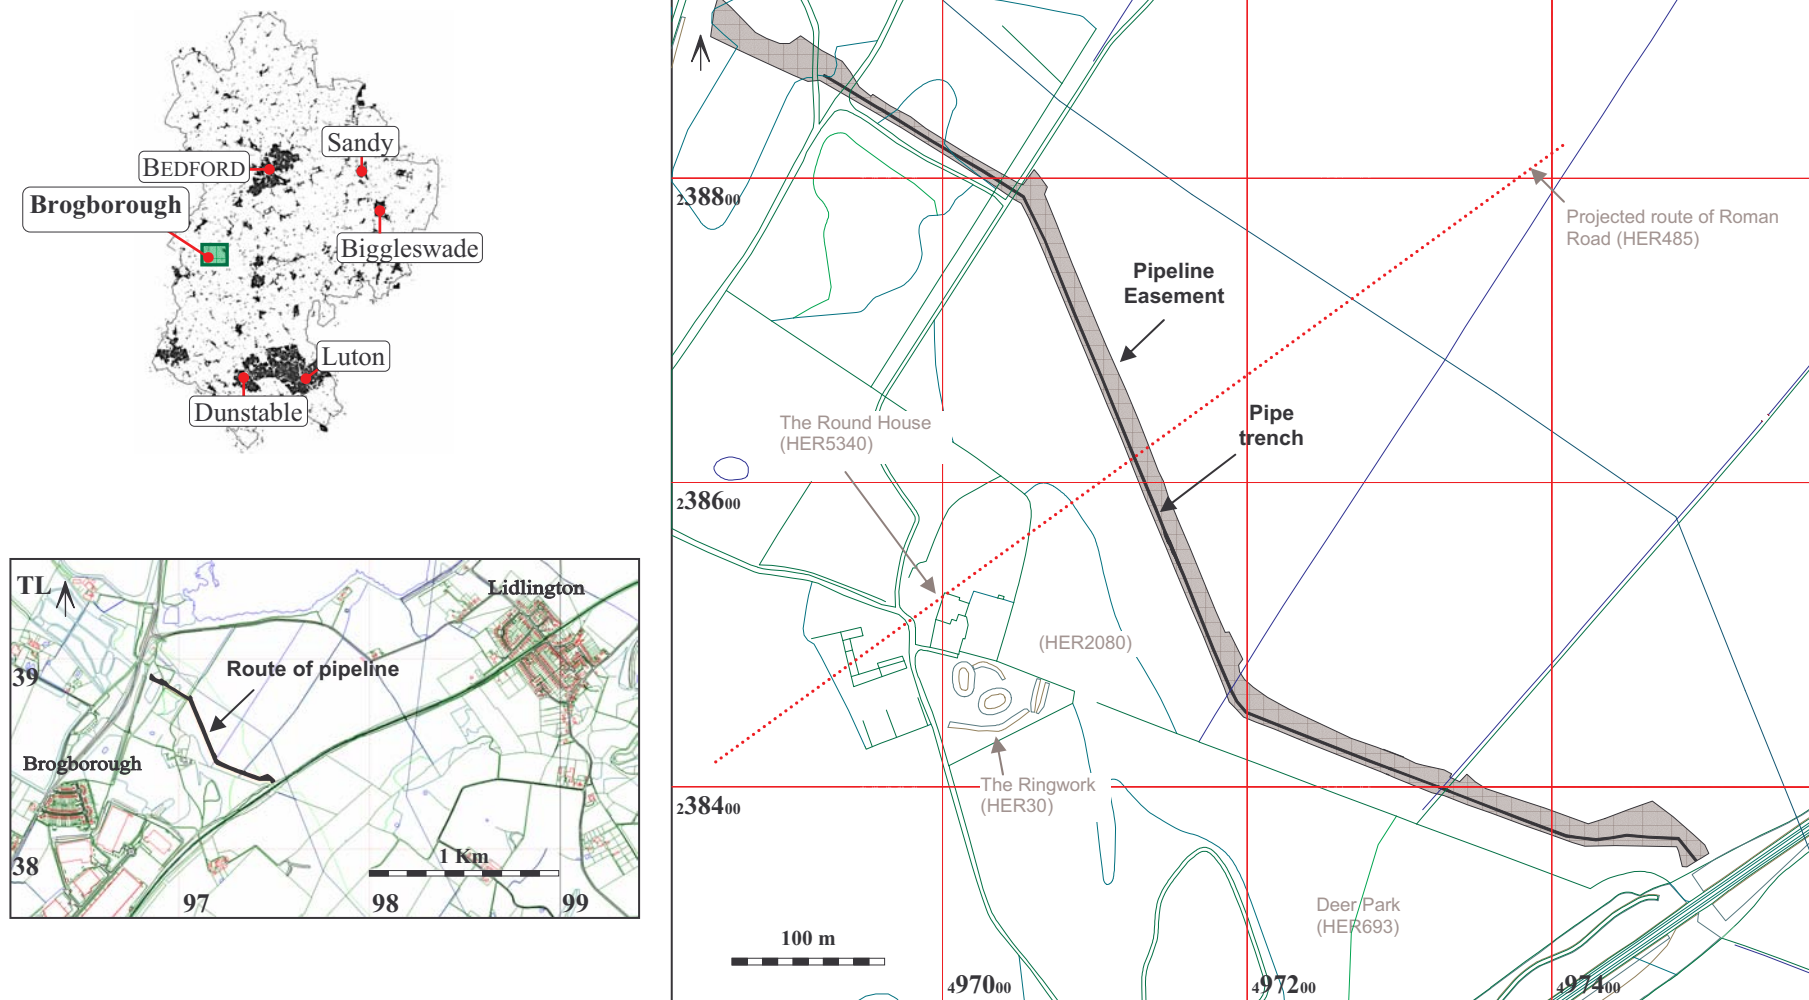 Sandy
BEDFORD
Brogborough
Biggleswade
Luton
Dunstable
TL
Lidlington
Route of pipeline
39
Brogborough
38
1 Km
97
98
99
238800
Projected route of Roman
Road (HER485)
Pipeline
Easement
Pipe
trench
The Round House
(HER5340)
238600
(HER2080)
The Ringwork
(HER30)
238400
Deer Park
(HER693)
100 m
497000
497200
497400